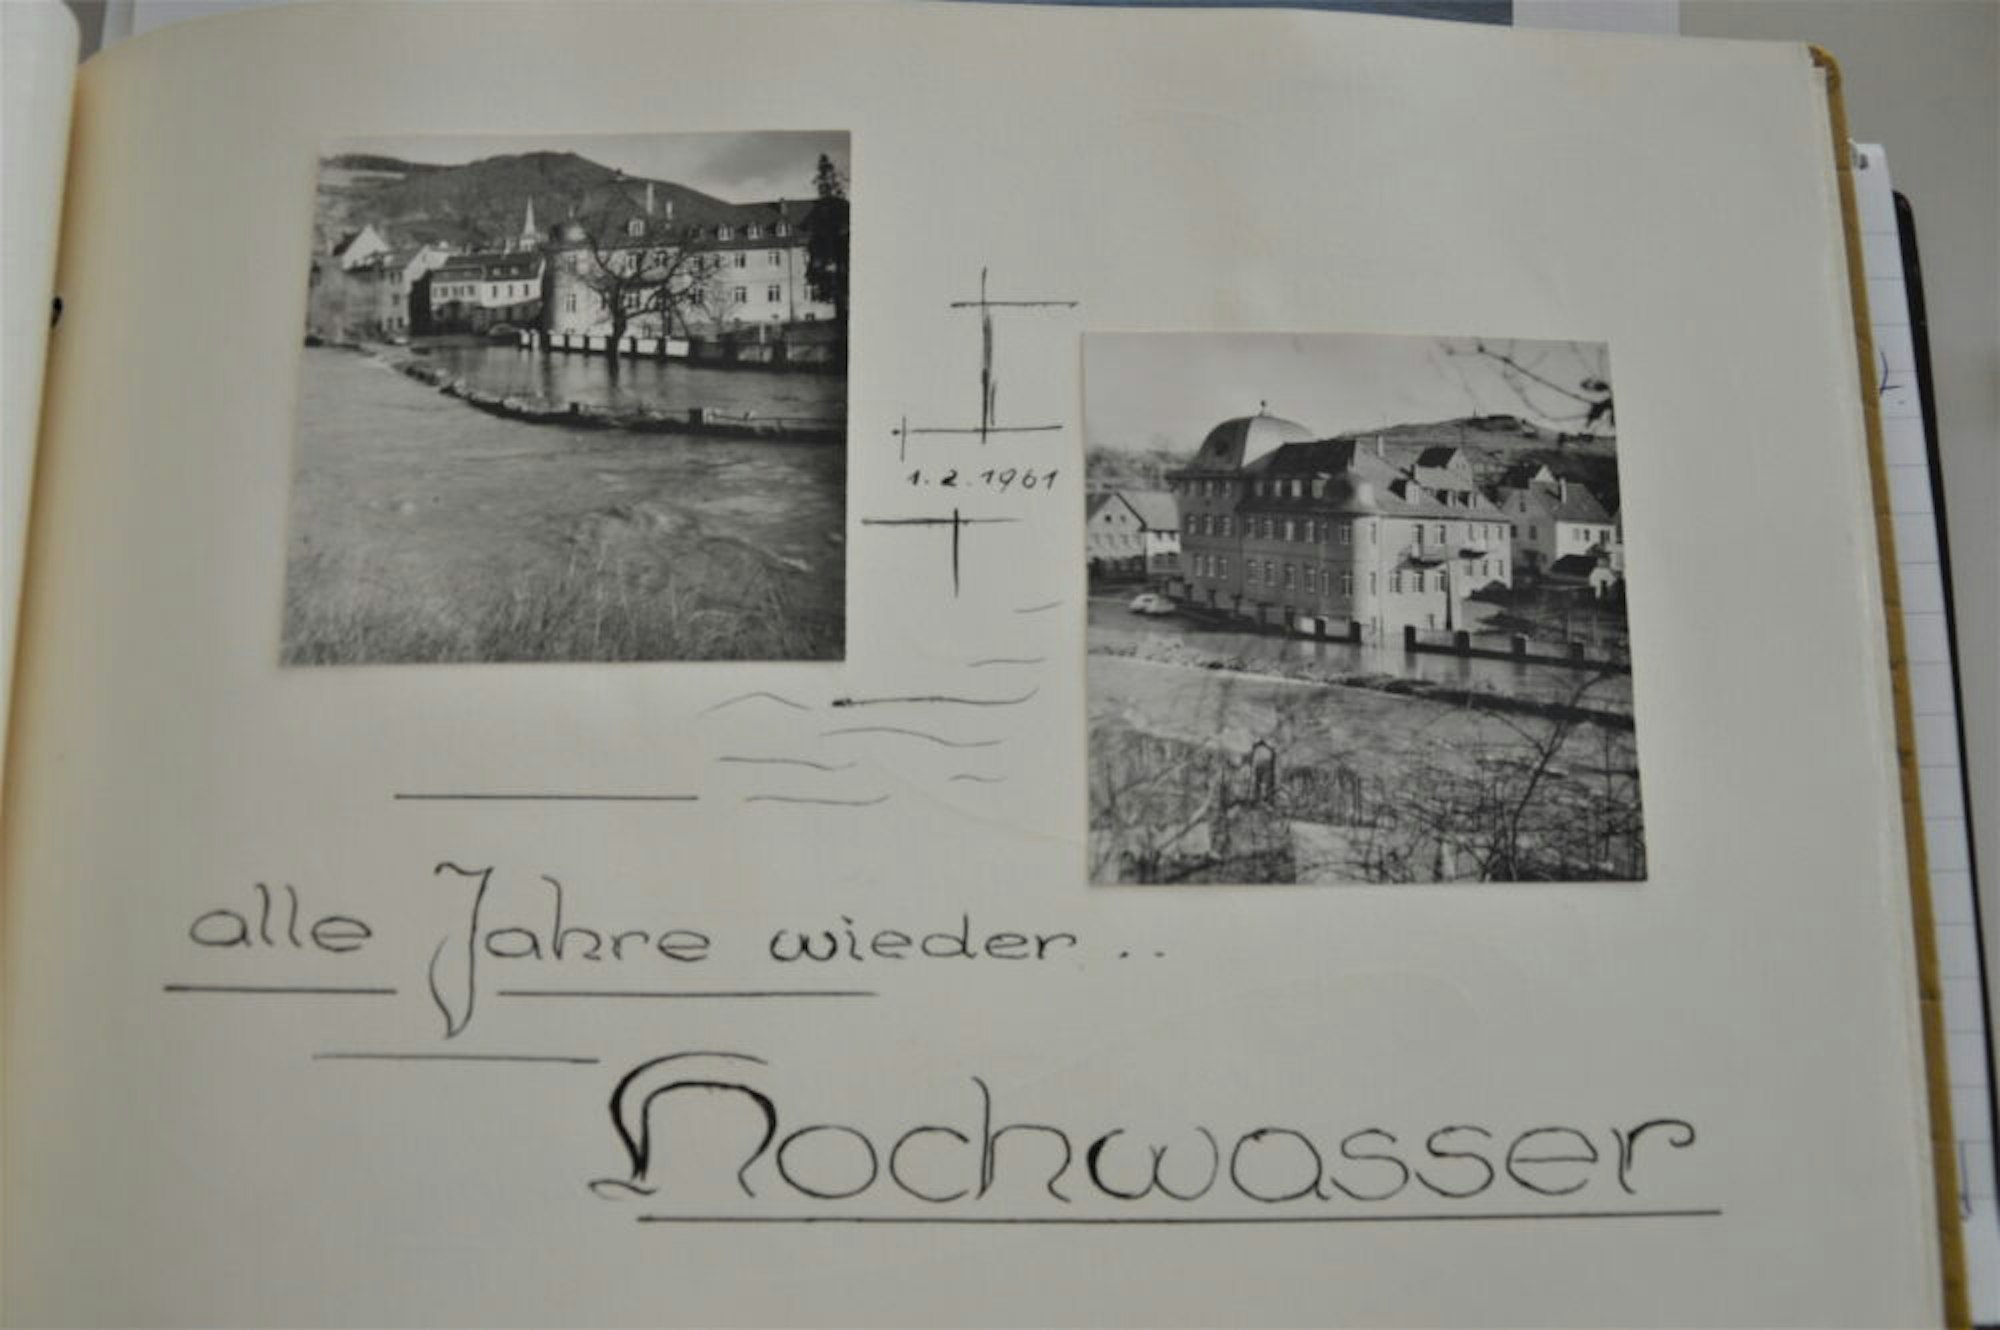 1.2.1961
alle Jahre wieder..
Hochwasser